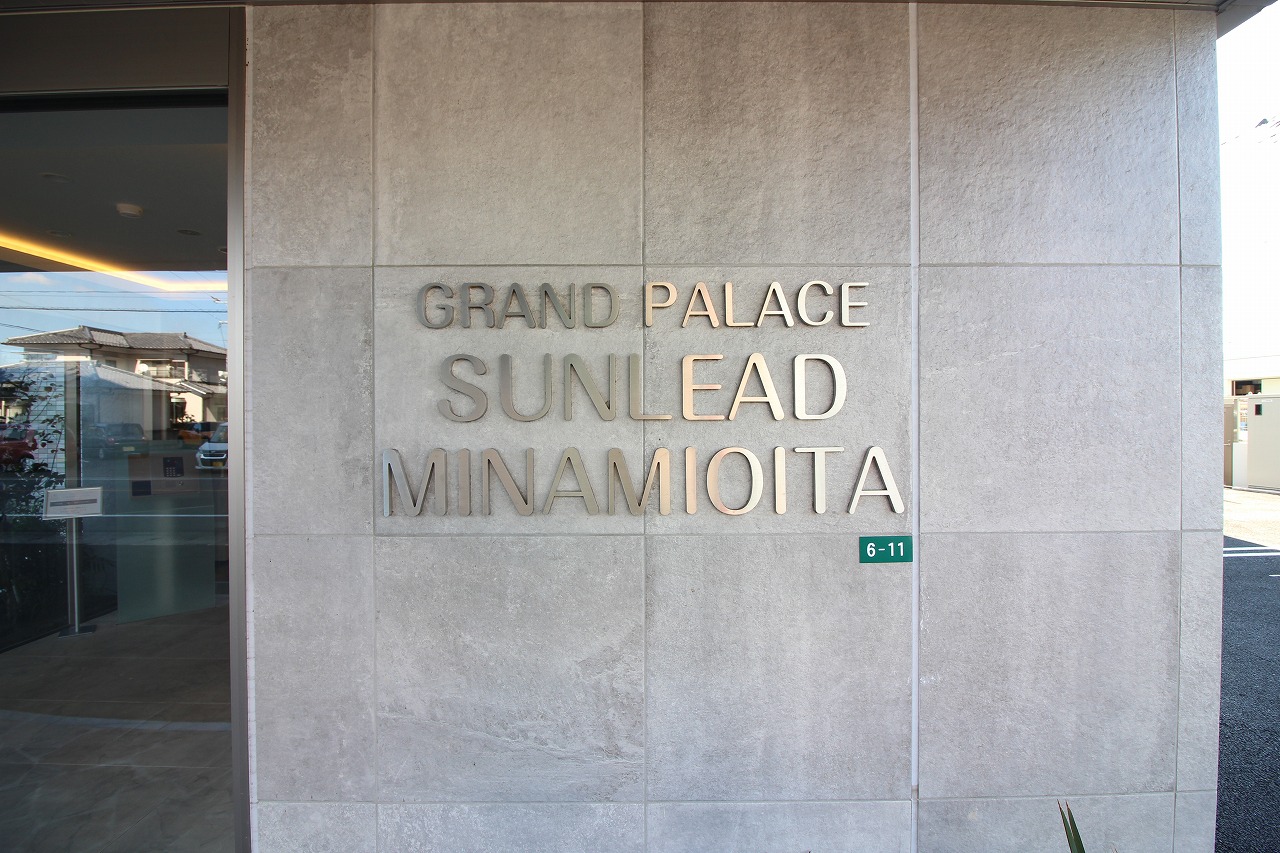 GRAND PALACE
SUNLEAD
MINAMIOITA
6-11